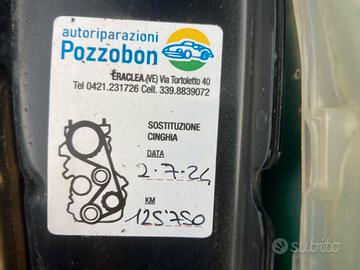 autoriparazioni
Pozzobon
ERACLEA (VE) Via Tortoletto 40
Tel 0421.231726 Cell. 339.8839072
SOSTITUZIONE
CINGHIA
DATA
2.7.24
KM
125750
subito